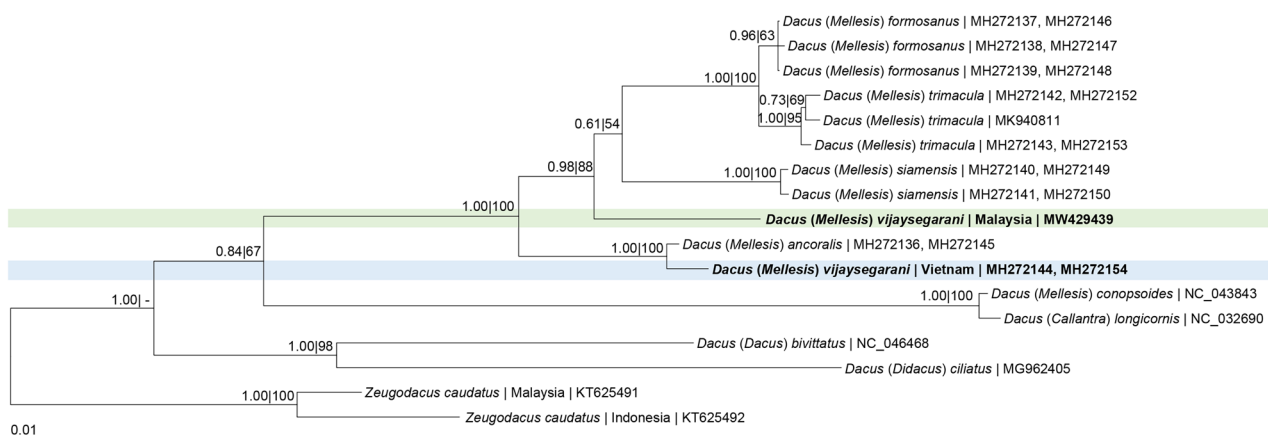 Dacus (Mellesis) formosanus | MH272137, MH272146
0.96|63
Dacus (Mellesis) formosanus | MH272138, MH272147
Dacus (Mellesis) formosanus | MH272139, MH272148
1.00|100
Dacus (Mellesis) trimacula | MH272142, MH272152
0.73|69
Dacus (Mellesis) trimacula | MK940811
1.00|95
0.61|54
Dacus (Mellesis) trimacula | MH272143, MH272153
Dacus (Mellesis) siamensis | MH272140, MH272149
0.98|88
1.00|100
Dacus (Mellesis) siamensis | MH272141, MH272150
1.00|100
Dacus (Mellesis) vijaysegarani | Malaysia | MW429439
Dacus (Mellesis) ancoralis | MH272136, MH272145
1.00|100
0.84|67
Dacus (Mellesis) vijaysegarani | Vietnam | MH272144, MH272154
Dacus (Mellesis) conopsoides | NC_043843
1.00|100
1.00| -
Dacus (Callantra) longicornis | NC_032690
Dacus (Dacus) bivittatus | NC_046468
1.00|98
Dacus (Didacus) ciliatus | MG962405
Zeugodacus caudatus | Malaysia | KT625491
1.00|100
Zeugodacus caudatus | Indonesia | KT625492
0.01